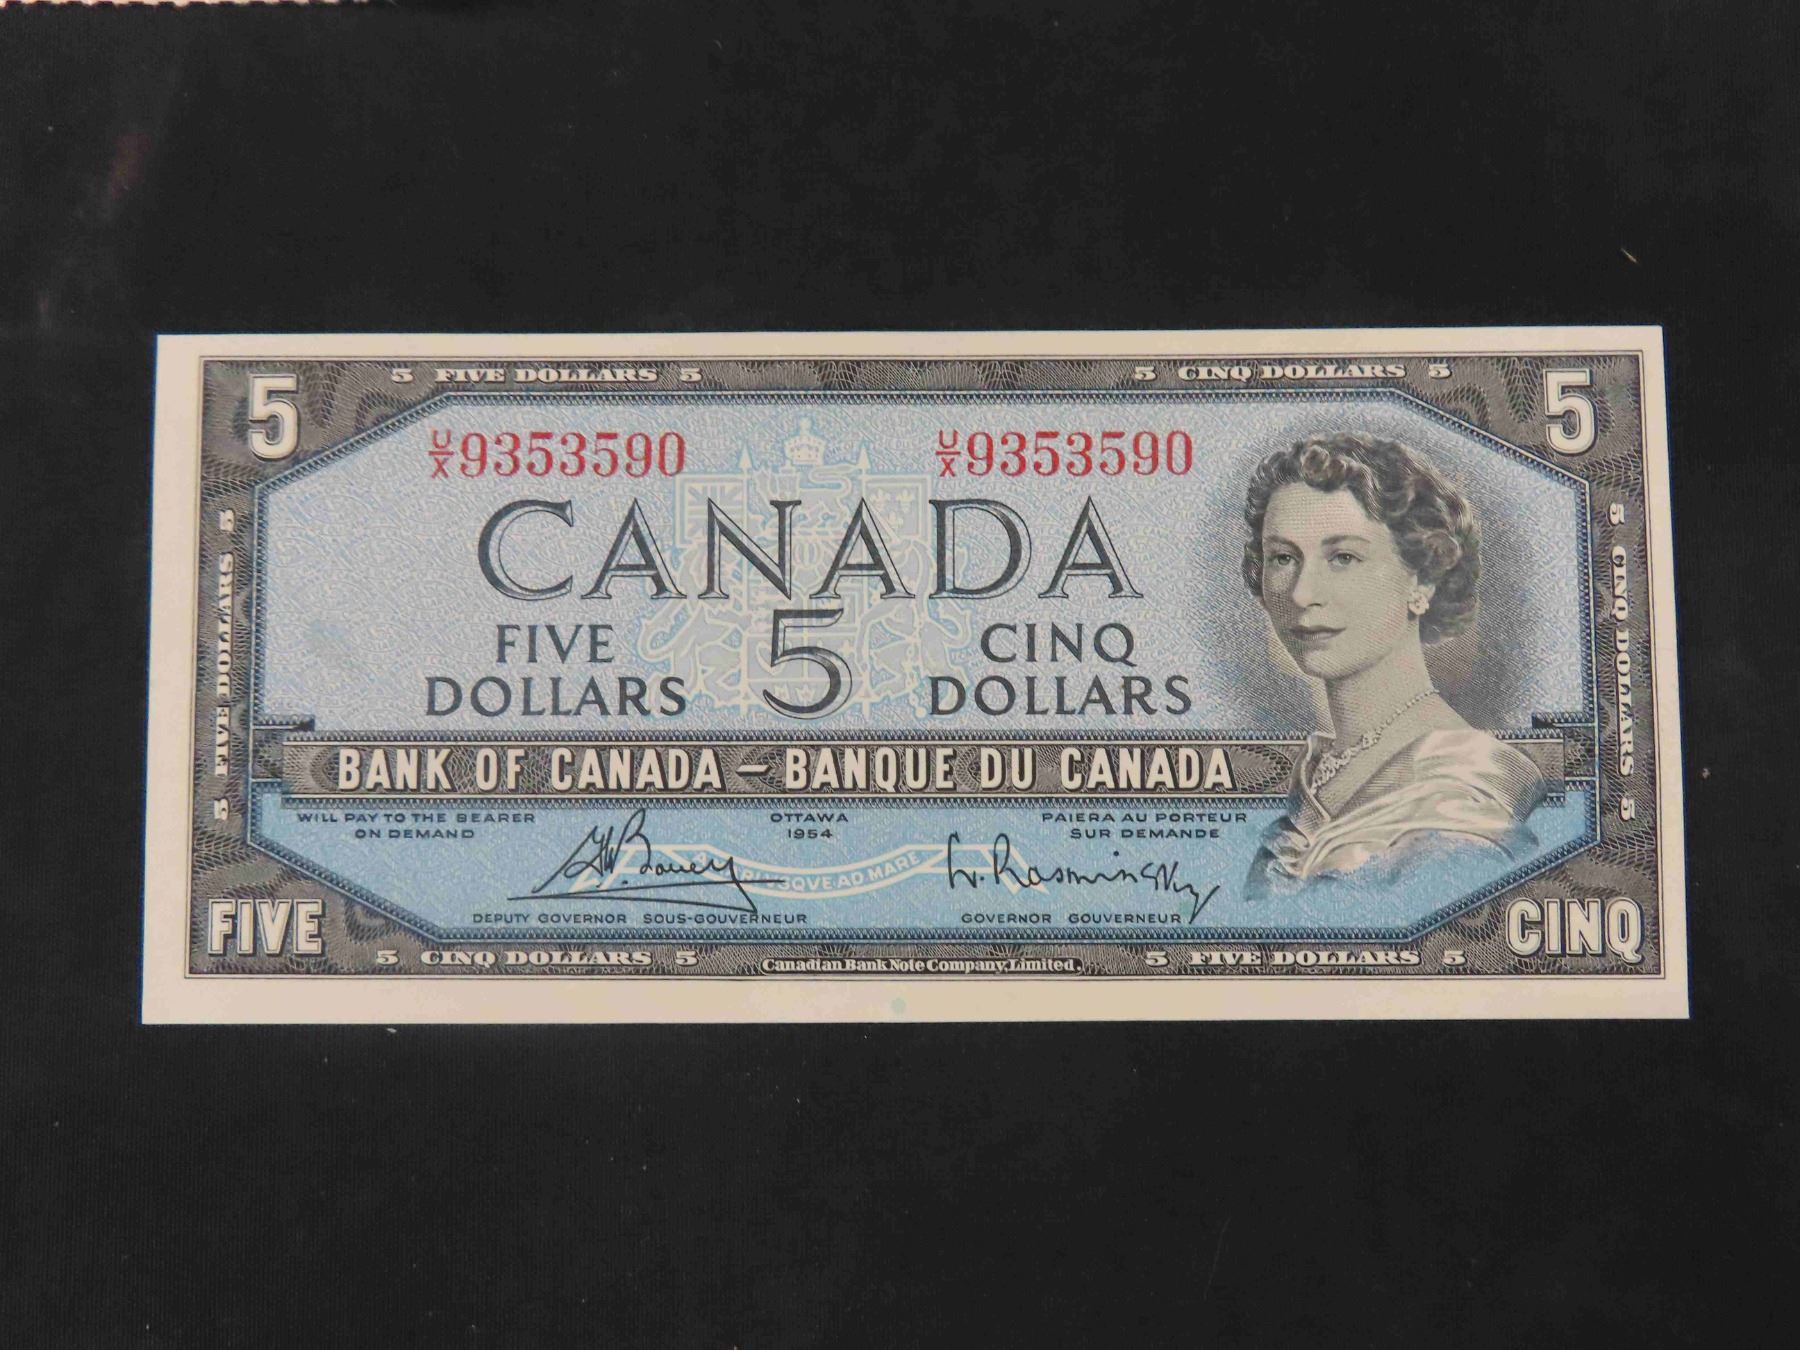 5 FIVE DOLLARS 5
5 CINQ DOLLARS 5
5
5
U/X 9353590
U/X 9353590
CANADA
FIVE DOLLARS
5
CINQ DOLLARS
5 FIVE DOLLARS 5
5 CINQ DOLLARS 5
BANK OF CANADA – BANQUE DU CANADA
WILL PAY TO THE BEARER
ON DEMAND
OTTAWA
1954
PAIERA AU PORTEUR
SUR DEMANDE
AD MARE
L. Rasminsky
DEPUTY GOVERNOR SOUS-GOUVERNEUR
GOVERNOR GOUVERNEUR
FIVE
CINQ
5 CINQ DOLLARS 5
Canadian Bank Note Company, Limited.
5 FIVE DOLLARS 5